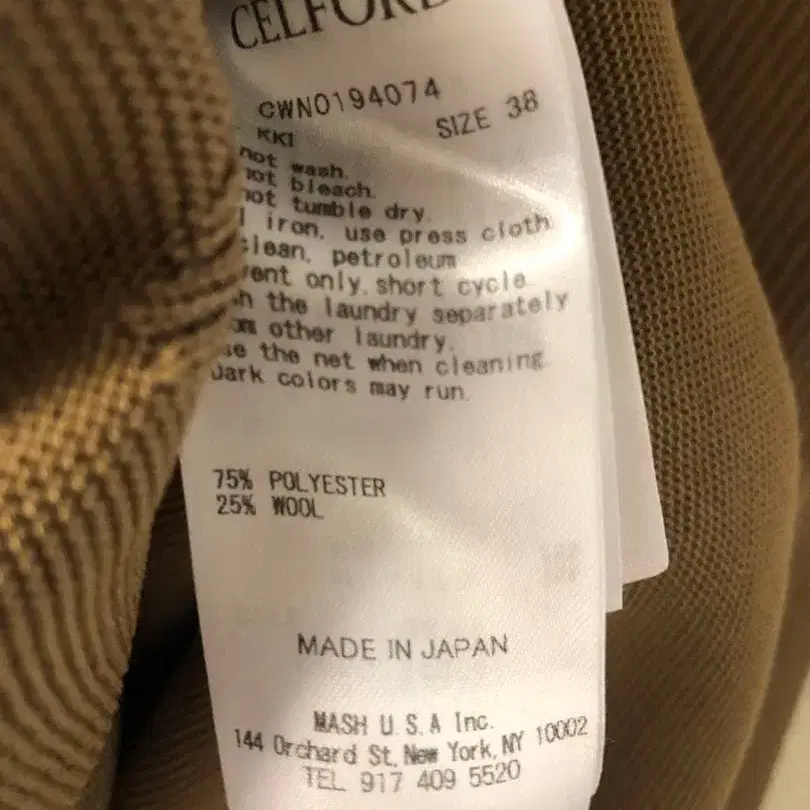 CELFORD
CWNO194074
KKI SIZE 38
not wash.
not bleach.
not tumble dry.
iron, use press cloth
clean, petroleum
vent only, short cycle
the laundry separately
other laundry.
the net when cleaning.
Dark colors may run.
75% POLYESTER
25% WOOL
MADE IN JAPAN
MASH U.S.A Inc.
144 Orchard St, New York, NY 10002
TEL 917 409 5520